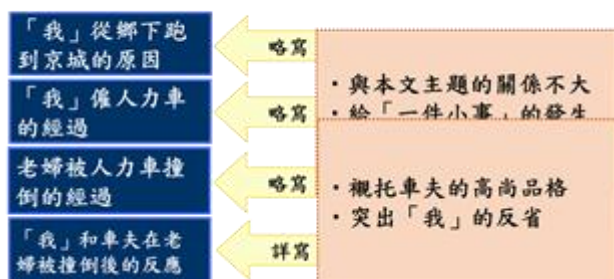 「我」從鄉下跑
到京城的原因
略寫
「我」僱人力車
的經過
略寫
老婦被人力車撞
倒的經過
略寫
「我」和車夫在老
婦被撞倒後的反應
詳寫
・與本文主題的關係不大
・給「一件小事」的發生
・襯托車夫的高尚品格
・突出「我」的反省